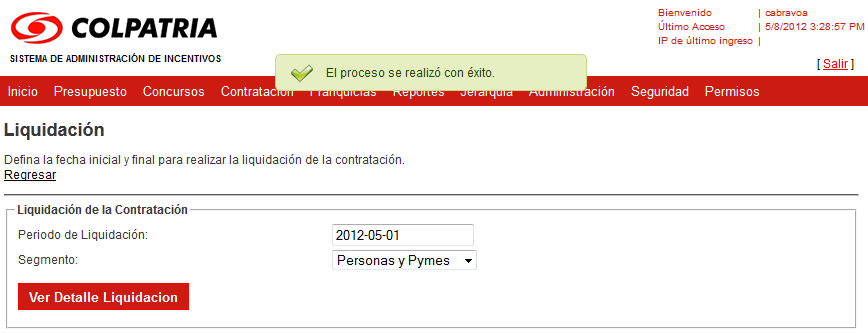 COLPATRIA
SISTEMA DE ADMINISTRACIÓN DE INCENTIVOS
Bienvenido | cabravoa
Último Acceso | 5/8/2012 3:28:57 PM
IP de último ingreso |
[ Salir ]
El proceso se realizó con éxito.
Inicio Presupuesto Concursos Contratación Franquicias Reportes Jerarquía Administración Seguridad Permisos
Liquidación
Defina la fecha inicial y final para realizar la liquidación de la contratación.
Regresar
Liquidación de la Contratación
Periodo de Liquidación: 2012-05-01
Segmento: Personas y Pymes
Ver Detalle Liquidacion